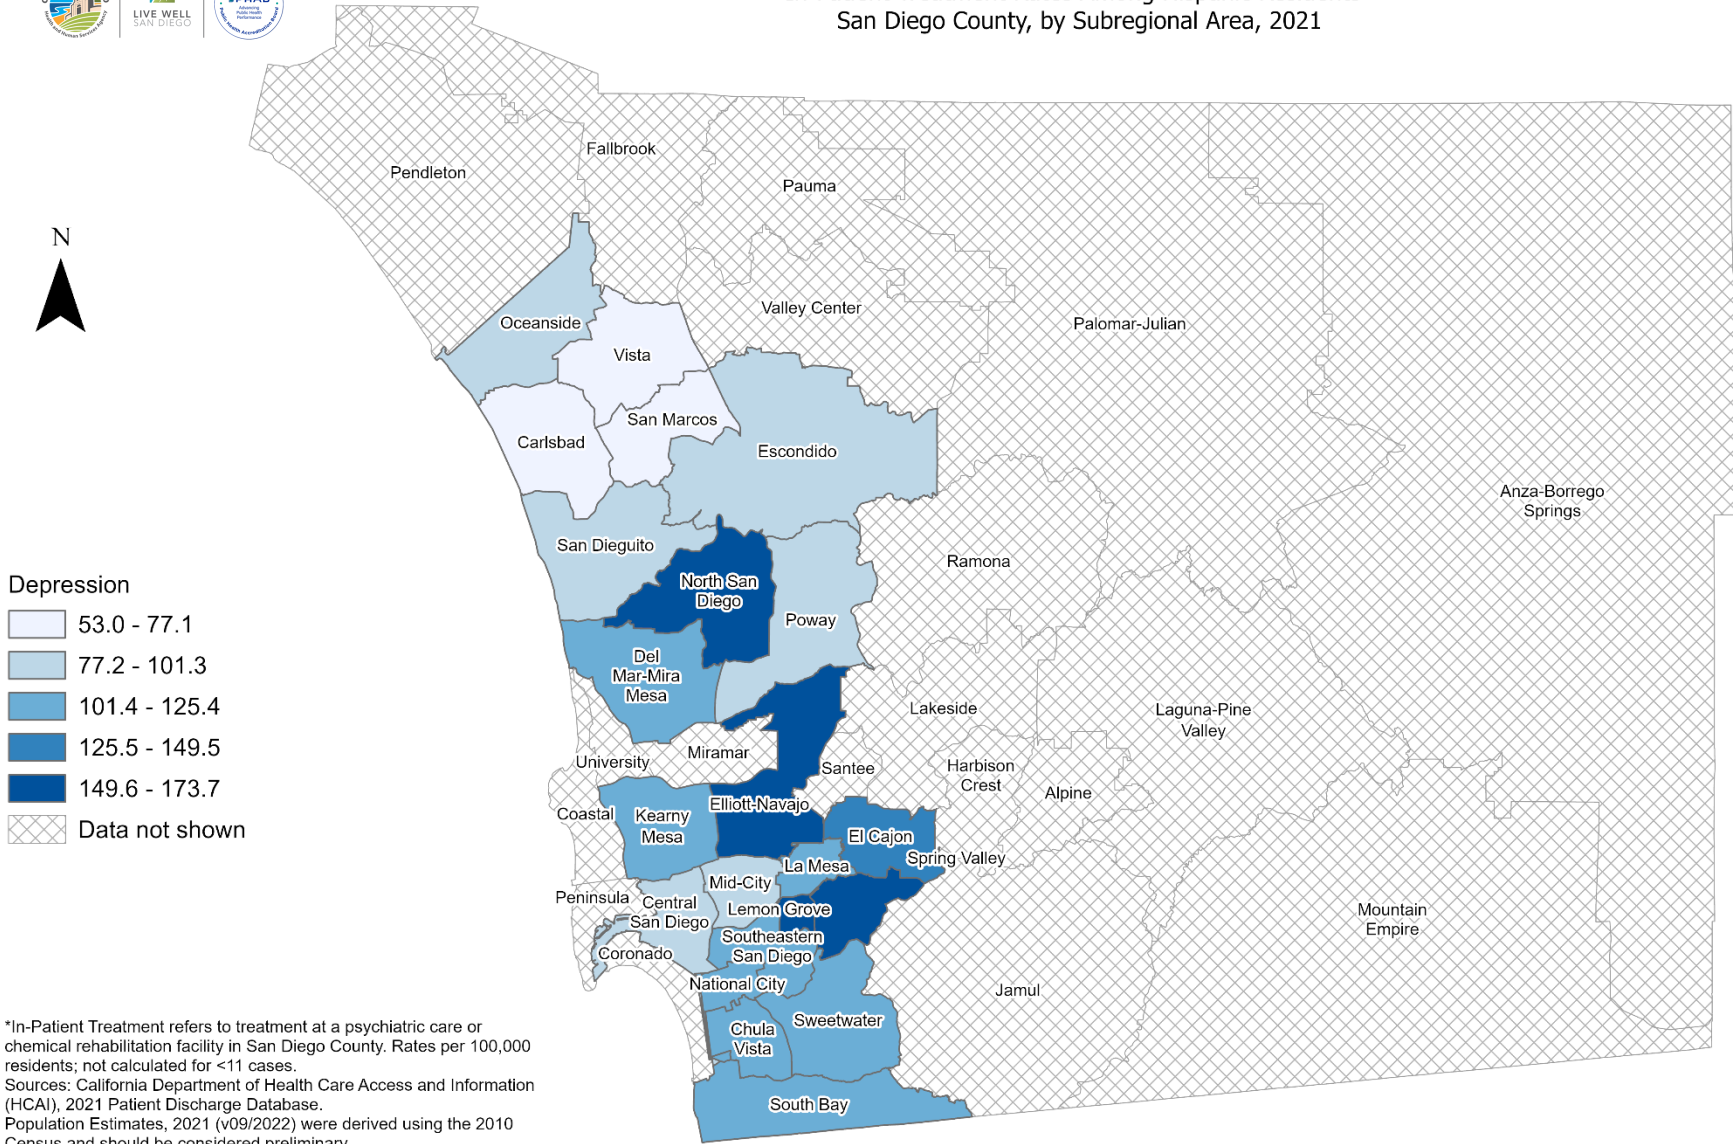 LIVE WELL
SAN DIEGO
San Diego County, by Subregional Area, 2021
Fallbrook
Pendleton
Pauma
N
Valley Center
Oceanside
Palomar-Julian
Vista
San Marcos
Carlsbad
Escondido
Anza-Borrego
Springs
San Dieguito
Ramona
North San
Diego
Poway
Del
Mar-Mira
Mesa
Lakeside
Laguna-Pine
Valley
Miramar
University
Santee
Harbison
Crest
Alpine
Elliott-Navajo
Coastal
Kearny
Mesa
El Cajon
Spring Valley
La Mesa
Mid-City
Peninsula
Central
San Diego
Lemon Grove
Mountain
Empire
Southeastern
San Diego
Coronado
National City
Jamul
Sweetwater
Chula
Vista
South Bay
Depression
53.0 - 77.1
77.2 - 101.3
101.4 - 125.4
125.5 - 149.5
149.6 - 173.7
Data not shown
*In-Patient Treatment refers to treatment at a psychiatric care or
chemical rehabilitation facility in San Diego County. Rates per 100,000
residents; not calculated for <11 cases.
Sources: California Department of Health Care Access and Information
(HCAI), 2021 Patient Discharge Database.
Population Estimates, 2021 (v09/2022) were derived using the 2010
Census and should be considered preliminary